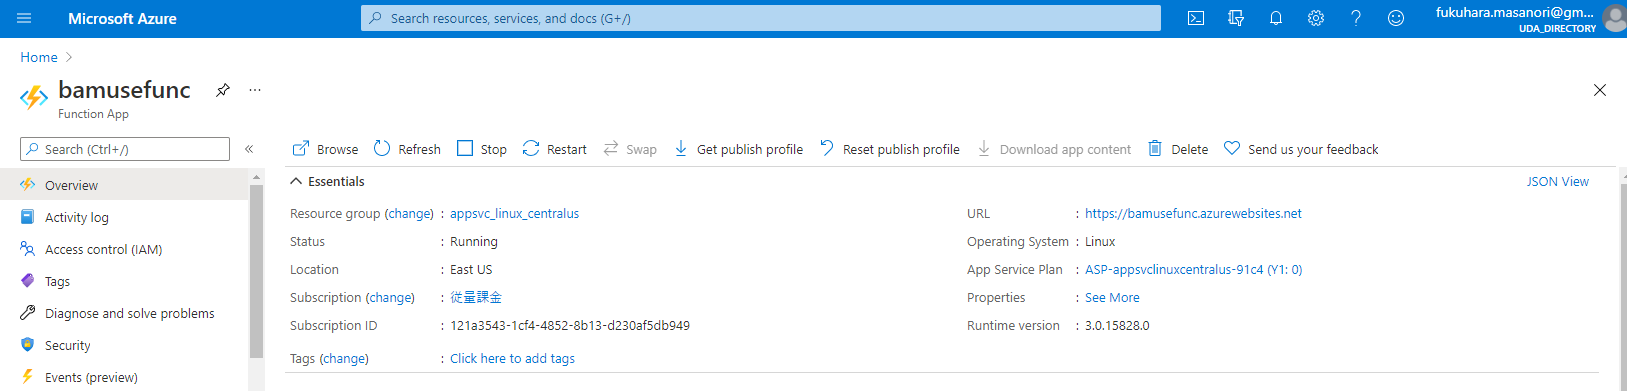 Microsoft Azure
Search resources, services, and docs (G+/)
fukuhara.masanori@gm...
UDA_DIRECTORY
Home >
bamusefunc
Function App
Search (Ctrl+/)
Browse Refresh Stop Restart Swap Get publish profile Reset publish profile Download app content Delete Send us your feedback
Overview
Activity log
Access control (IAM)
Tags
Diagnose and solve problems
Security
Events (preview)
Essentials
JSON View
Resource group (change) : appsvc_linux_centralus
Status : Running
Location : East US
Subscription (change) : 従量課金
Subscription ID : 121a3543-1cf4-4852-8b13-d230af5db949
Tags (change) : Click here to add tags
URL : https://bamusefunc.azurewebsites.net
Operating System : Linux
App Service Plan : ASP-appsvclinuxcentralus-91c4 (Y1: 0)
Properties : See More
Runtime version : 3.0.15828.0